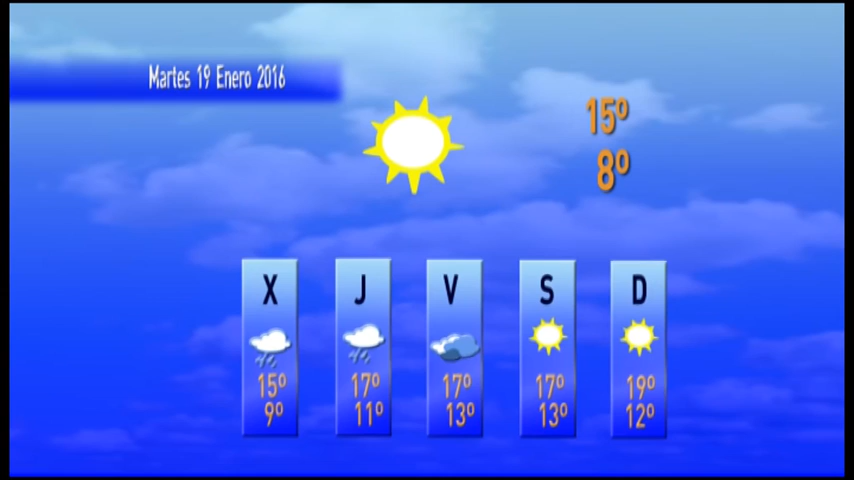 Martes 19 Enero 2016
15º
8º
X J V S D
15º 17º 17º 17º 19º
9º 11º 13º 13º 12º